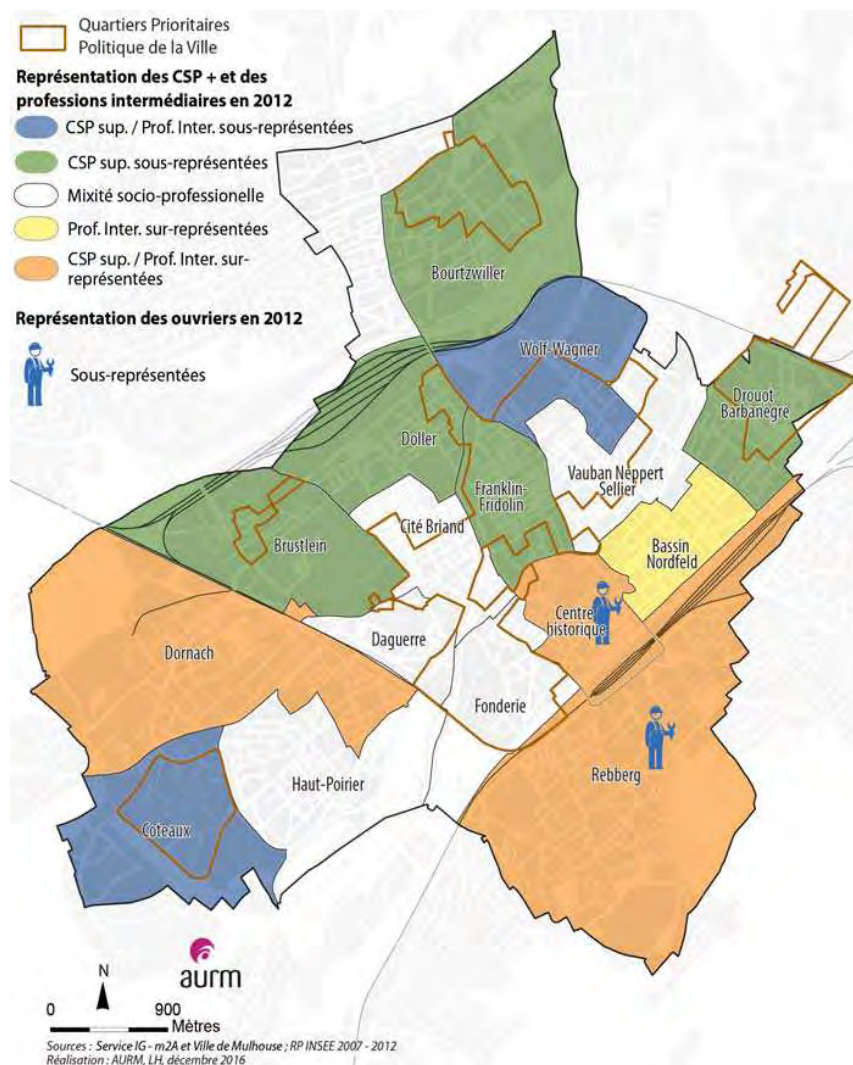 Quartiers Prioritaires
Politique de la Ville
Représentation des CSP + et des
professions intermédiaires en 2012
CSP sup. / Prof. Inter. sous-représentées
CSP sup. sous-représentées
Mixité socio-professionelle
Prof. Inter. sur-représentées
CSP sup. / Prof. Inter. sur-
représentées
Représentation des ouvriers en 2012
Sous-représentées
Bourtzwiller
Wolf-Wagner
Drouot
Barbanègre
Doller
Vauban Neppert
Sellier
Franklin-
Fridolin
Cité Briand
Brustlein
Bassin
Nordfeld
Centre
historique
Daguerre
Dornach
Fonderie
Rebberg
Haut-Poirier
Coteaux
aurm
N
0 900
Mètres
Sources : Service IG - m2A et Ville de Mulhouse ; RP INSEE 2007 - 2012
Réalisation : AURM, LH, décembre 2016